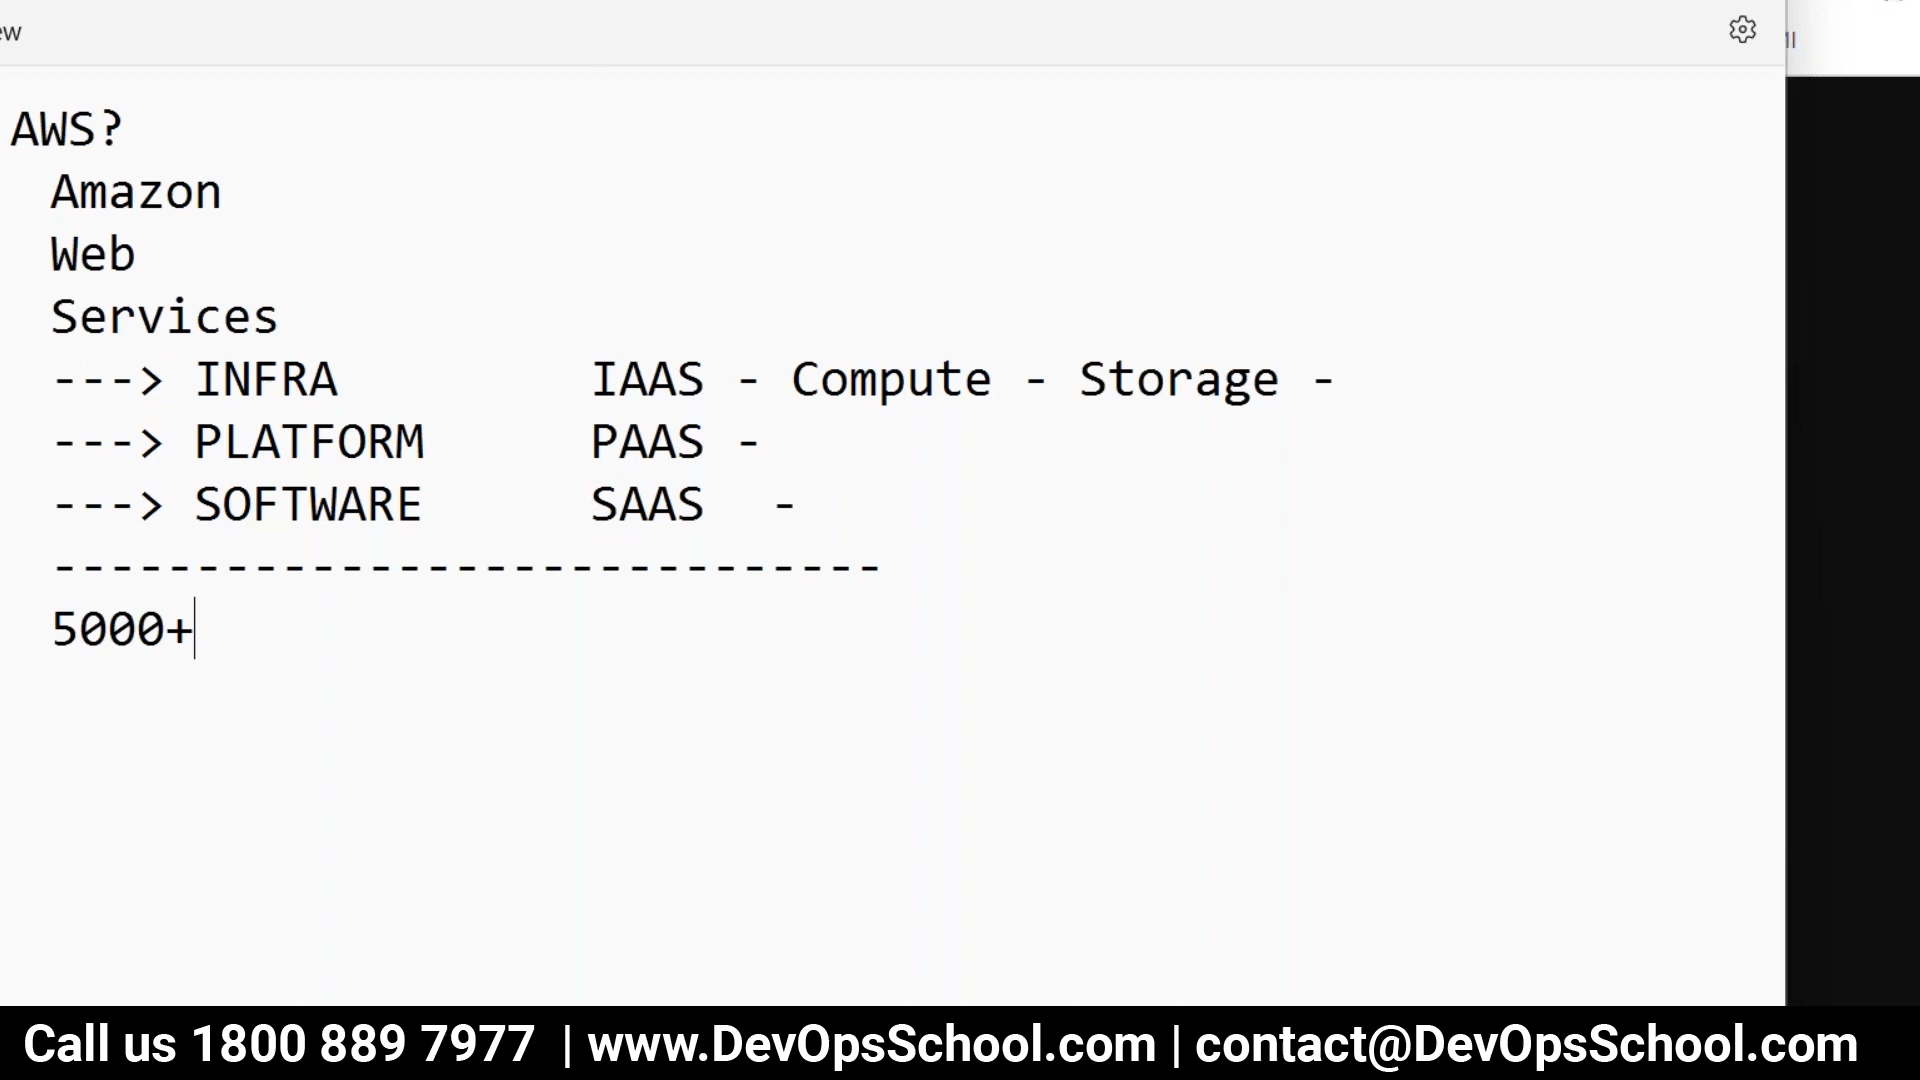 ew
AWS?
Amazon
Web
Services
---> INFRA IAAS - Compute - Storage -
---> PLATFORM PAAS -
---> SOFTWARE SAAS -
-----------------------------
5000+
Call us 1800 889 7977 | www.DevOpsSchool.com | contact@DevOpsSchool.com